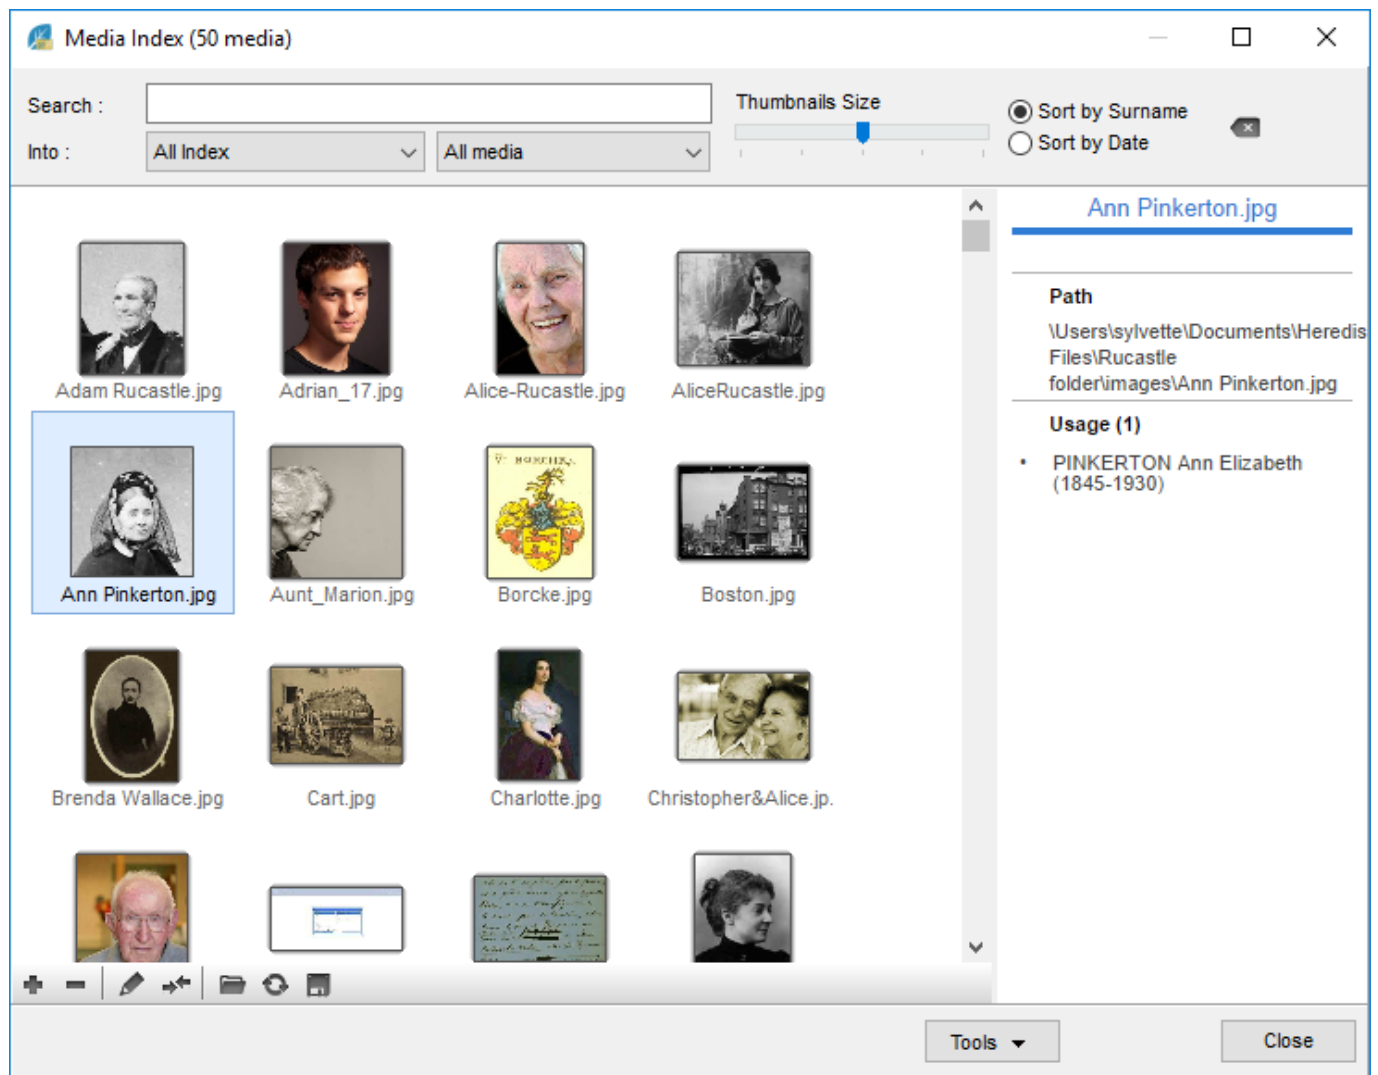 Media Index (50 media)
Search :
Thumbnails Size
Sort by Surname
Into :
All Index
All media
Sort by Date
Ann Pinkerton.jpg
Path
\Users\sylvette\Documents\Heredis
Files\Rucastle
folder\images\Ann Pinkerton.jpg
Usage (1)
• PINKERTON Ann Elizabeth
(1845-1930)
Adam Rucastle.jpg
Adrian_17.jpg
Alice-Rucastle.jpg
AliceRucastle.jpg
Ann Pinkerton.jpg
Aunt_Marion.jpg
Borcke.jpg
Boston.jpg
Brenda Wallace.jpg
Cart.jpg
Charlotte.jpg
Christopher&Alice.jp.
Tools
Close